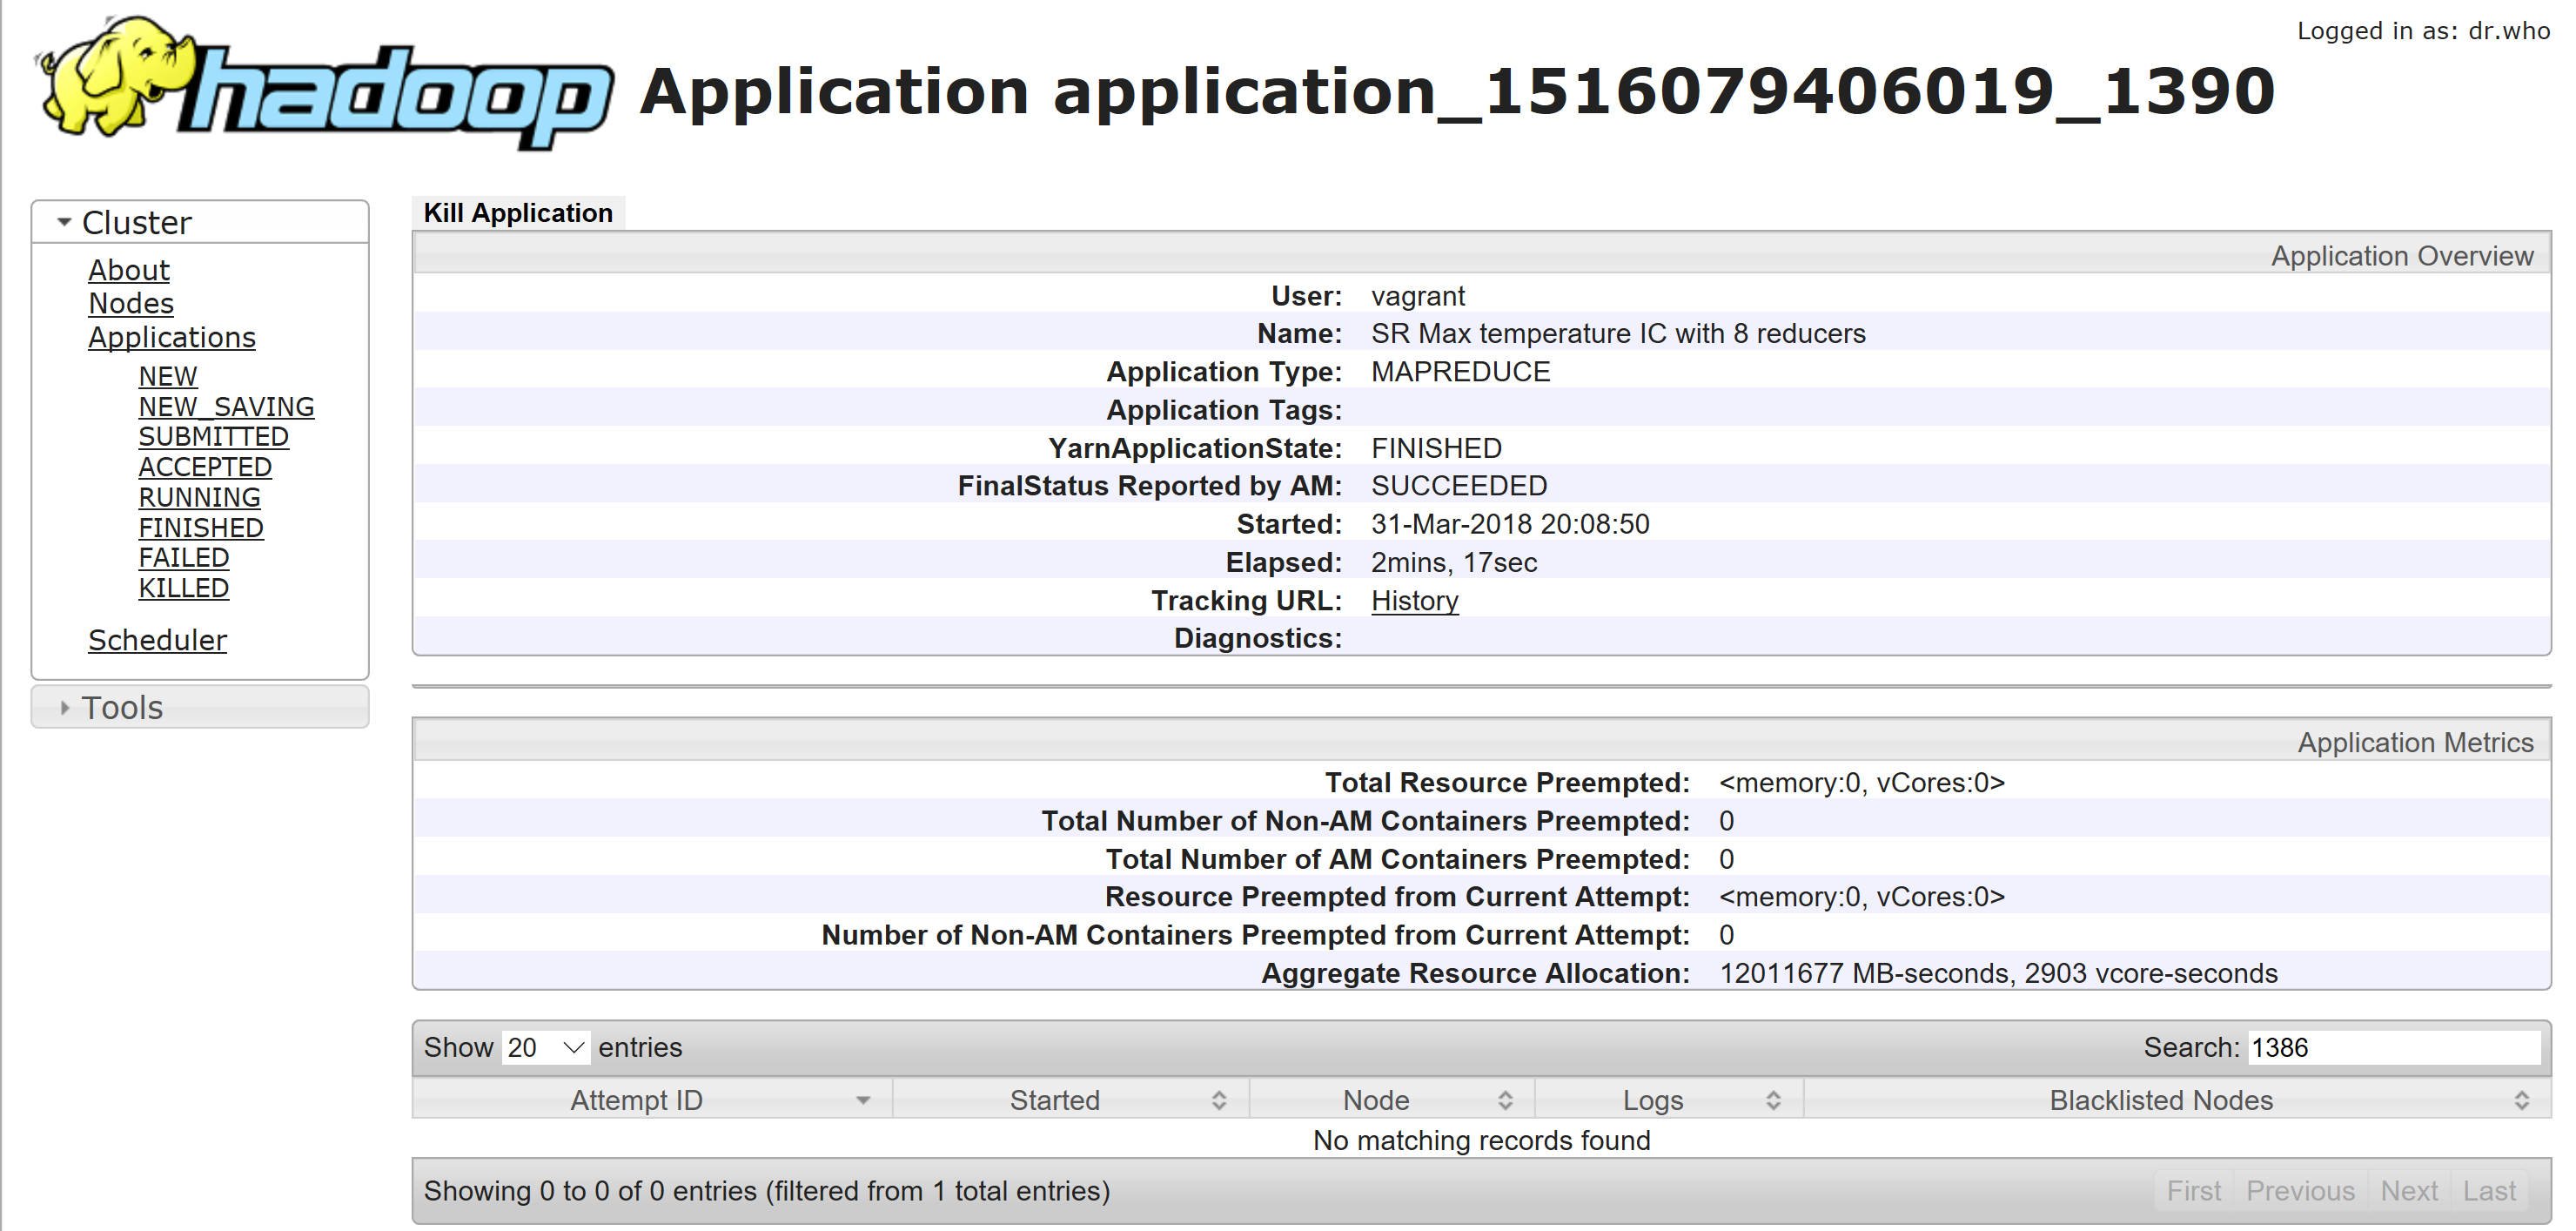 Logged in as: dr.who
hadoop
Application application_1516079406019_1390
Cluster
About
Nodes
Applications
NEW
NEW_SAVING
SUBMITTED
ACCEPTED
RUNNING
FINISHED
FAILED
KILLED
Scheduler
Tools
Kill Application
Application Overview
User: vagrant
Name: SR Max temperature IC with 8 reducers
Application Type: MAPREDUCE
Application Tags:
YarnApplicationState: FINISHED
FinalStatus Reported by AM: SUCCEEDED
Started: 31-Mar-2018 20:08:50
Elapsed: 2mins, 17sec
Tracking URL: History
Diagnostics:
Application Metrics
Total Resource Preempted: <memory:0, vCores:0>
Total Number of Non-AM Containers Preempted: 0
Total Number of AM Containers Preempted: 0
Resource Preempted from Current Attempt: <memory:0, vCores:0>
Number of Non-AM Containers Preempted from Current Attempt: 0
Aggregate Resource Allocation: 12011677 MB-seconds, 2903 vcore-seconds
Show 20 entries Search: 1386
Attempt ID Started Node Logs Blacklisted Nodes
No matching records found
Showing 0 to 0 of 0 entries (filtered from 1 total entries) First Previous Next Last